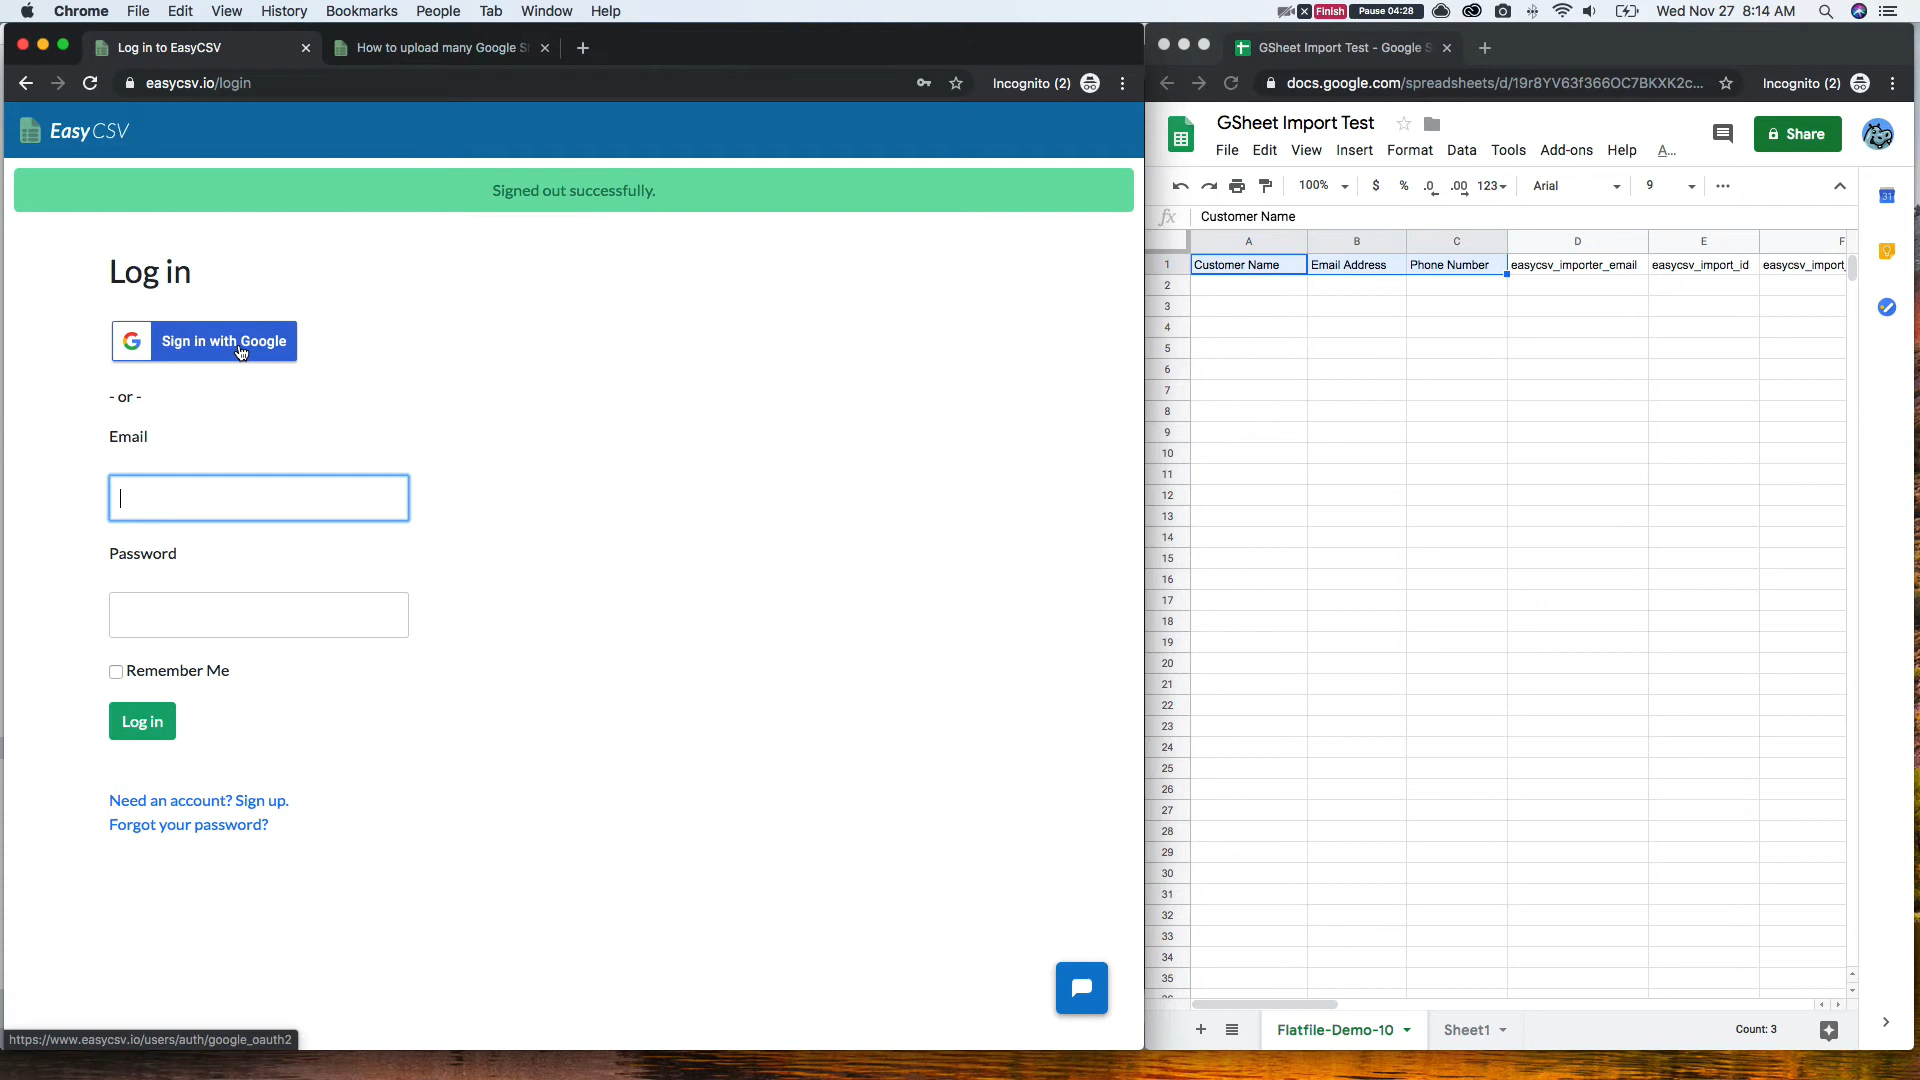 Chrome File Edit View History Bookmarks People Tab Window Help
Finish Pause 04:28 Wed Nov 27 8:14 AM
Log in to EasyCSV
How to upload many Google S
easycsv.io/login
Incognito (2)
EasyCSV
Signed out successfully.
Log in
Sign in with Google
- or -
Email
Password
Remember Me
Log in
Need an account? Sign up.
Forgot your password?
https://www.easycsv.io/users/auth/google_oauth2
GSheet Import Test - Google S
docs.google.com/spreadsheets/d/19r8YV63f366OC7BKXK2c...
Incognito (2)
GSheet Import Test
Share
File Edit View Insert Format Data Tools Add-ons Help A...
100% $ % .0 .00 123 Arial 9
31
fx Customer Name
A B C D E F
1 Customer Name Email Address Phone Number easycsv_importer_email easycsv_import_id easycsv_import_
2
3
4
5
6
7
8
9
10
11
12
13
14
15
16
17
18
19
20
21
22
23
24
25
26
27
28
29
30
31
32
33
34
35
Flatfile-Demo-10 Sheet1 Count: 3